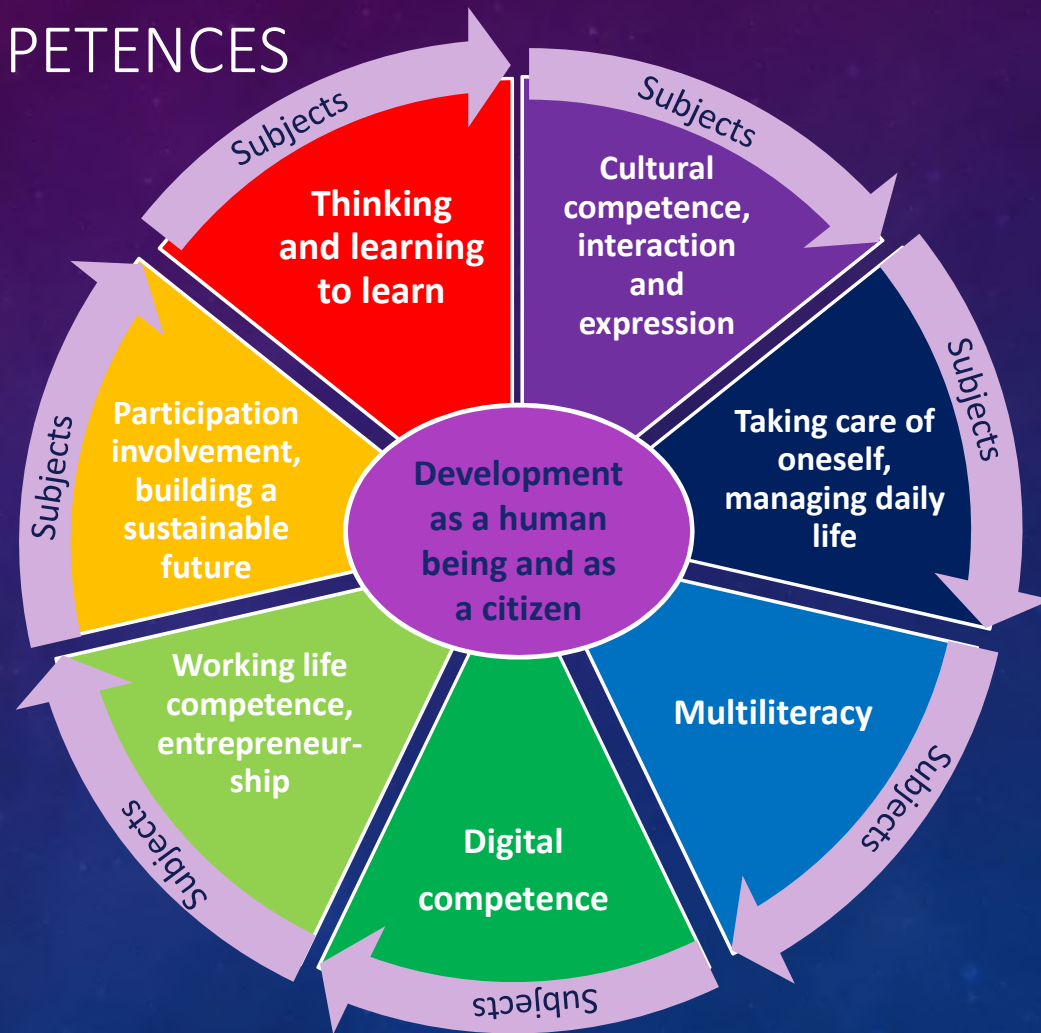 PETENCES
Subjects
Thinking
and learning
to learn
Subjects
Cultural
competence,
interaction
and
expression
Subjects
Taking care of
oneself,
managing daily
life
Subjects
Multiliteracy
Subjects
Digital
competence
Subjects
Working life
competence,
entrepreneur-
ship
Subjects
Participation
involvement,
building a
sustainable
future
Development
as a human
being and as
a citizen